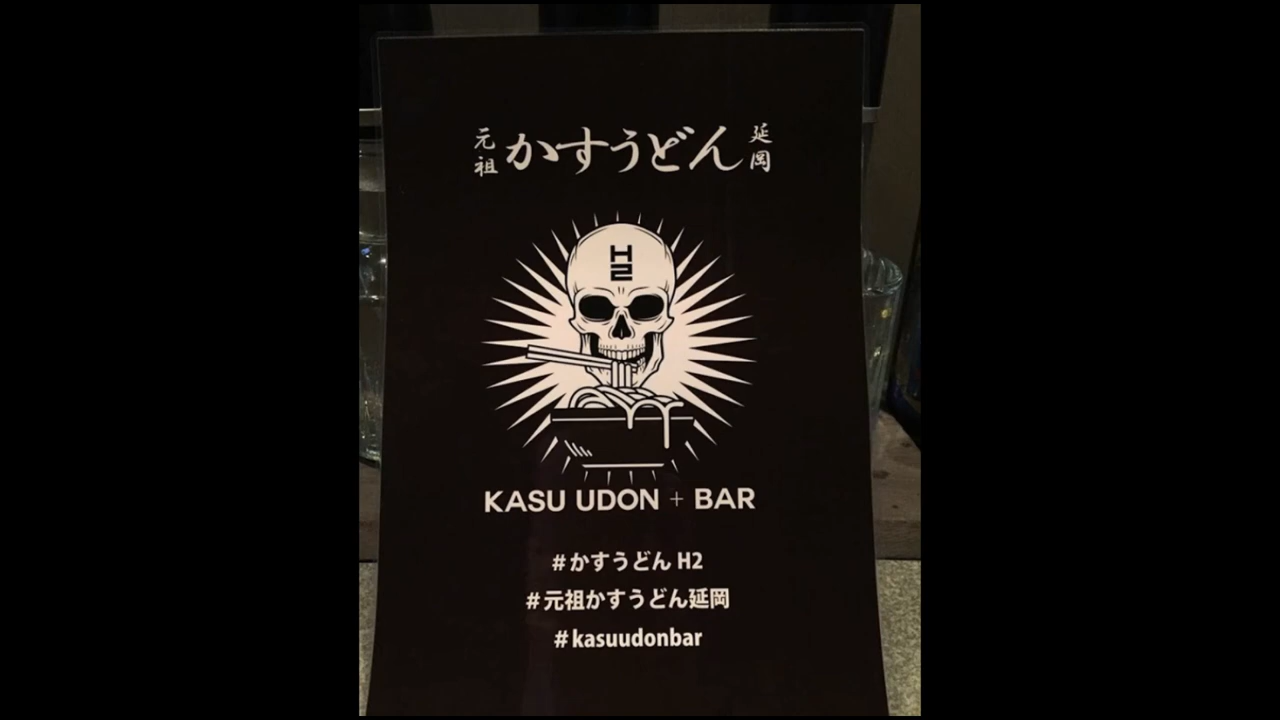 元祖 かすうどん 延岡
H2
KASU UDON + BAR
#かすうどん H2
#元祖かすうどん延岡
#kasuudonbar